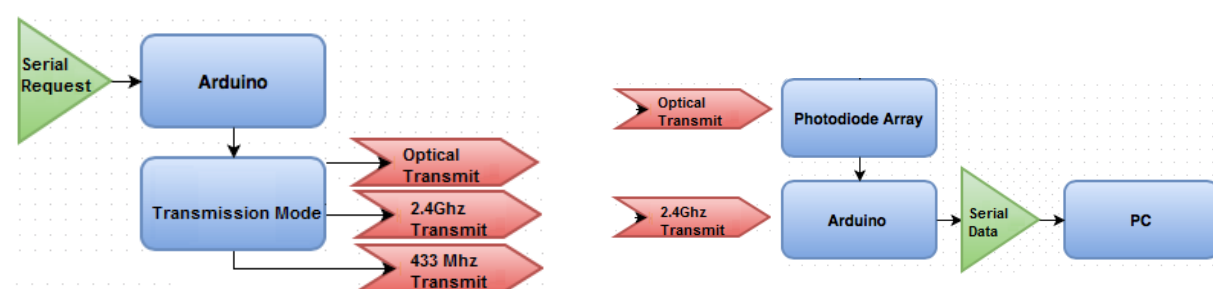 Serial
Request
Arduino
Transmission Mode
Optical
Transmit
2.4Ghz
Transmit
433 Mhz
Transmit
Optical
Transmit
Photodiode Array
2.4Ghz
Transmit
Arduino
Serial
Data
PC